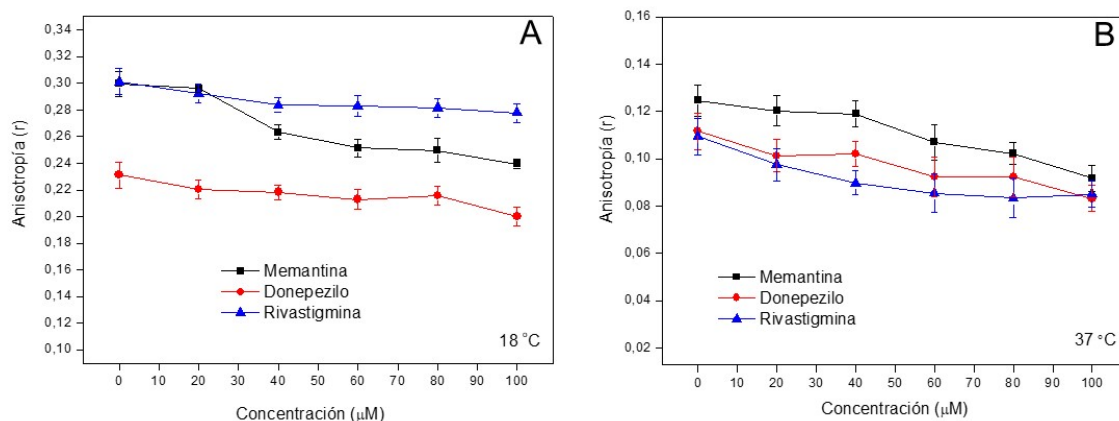 A
0,34
0,32
0,30
0,28
0,26
0,24
0,22
0,20
0,18
0,16
0,14
0,12
0,10
Anisotropía (r)
Memantina
Donepezilo
Rivastigmina
18 °C
0 10 20 30 40 50 60 70 80 90 100
Concentración (μM)
B
0,16
0,14
0,12
0,10
0,08
0,06
0,04
0,02
Anisotropía (r)
Memantina
Donepezilo
Rivastigmina
37 °C
0 10 20 30 40 50 60 70 80 90 100
Concentración (μM)